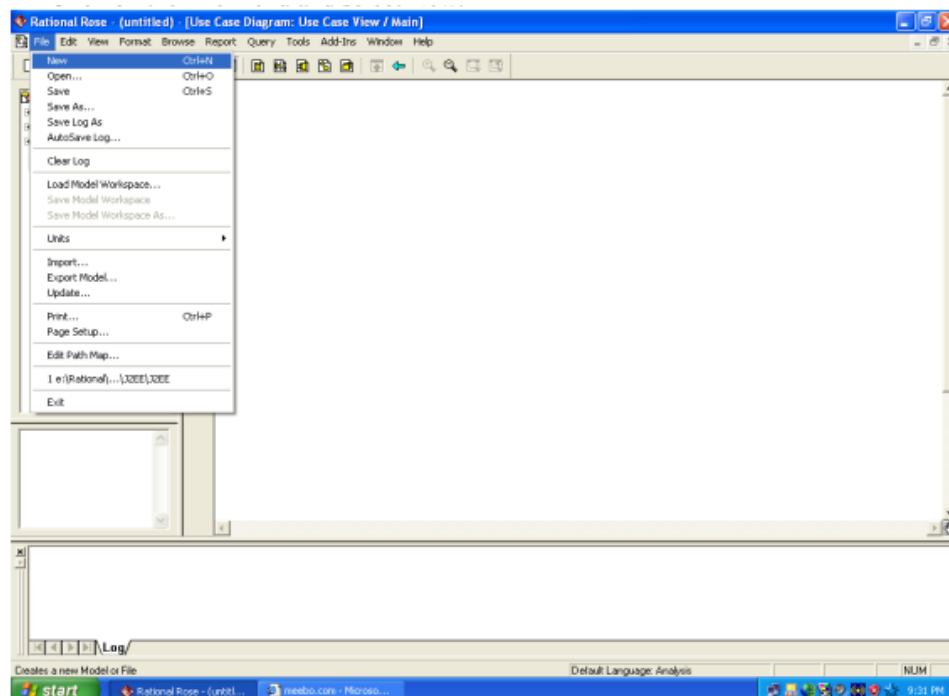 Rational Rose - (untitled) - [Use Case Diagram: Use Case View / Main]
File Edit View Format Browse Report Query Tools Add-Ins Window Help
New Ctrl+N
Open... Ctrl+O
Save Ctrl+S
Save As...
Save Log As
AutoSave Log...
Clear Log
Load Model Workspace...
Save Model Workspace
Save Model Workspace As...
Units
Import...
Export Model...
Update...
Print... Ctrl+P
Page Setup...
Edit Path Map...
1 e:\Rational\...\J2EE\J2EE
Exit
Log
Creates a new Model or File Default Language: Analysis NUM
start Rational Rose - (untitl... meebo.com - Microso... 9:31 PM